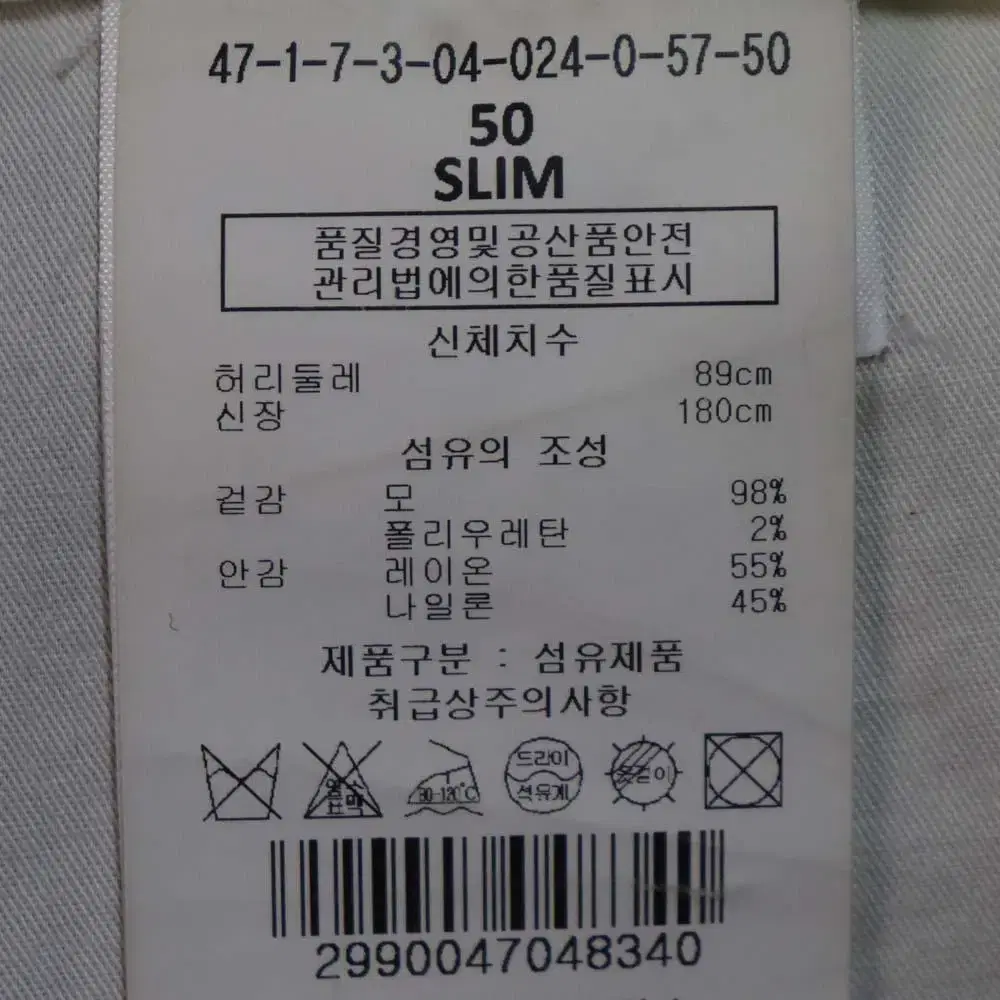 47-1-7-3-04-024-0-57-50
50
SLIM
품질경영및공산품안전
관리법에의한품질표시
신체치수
허리둘레 89cm
신장 180cm
섬유의 조성
겉감 모 98%
폴리우레탄 2%
안감 레이온 55%
나일론 45%
제품구분 : 섬유제품
취급상주의사항
80-120°C 드라이
석유계
2990047048340